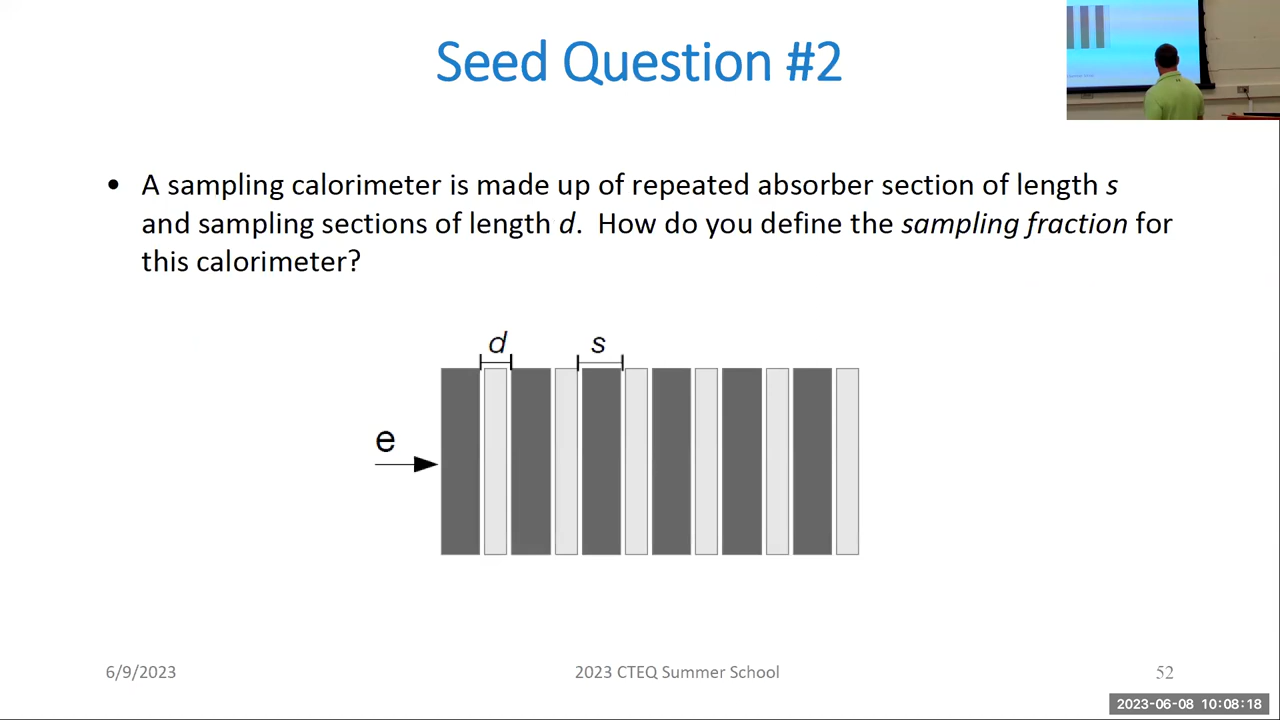 Seed Question #2
• A sampling calorimeter is made up of repeated absorber section of length s
and sampling sections of length d.  How do you define the sampling fraction for
this calorimeter?
d
s
e
6/9/2023
2023 CTEQ Summer School
52
2023-06-08 10:08:18